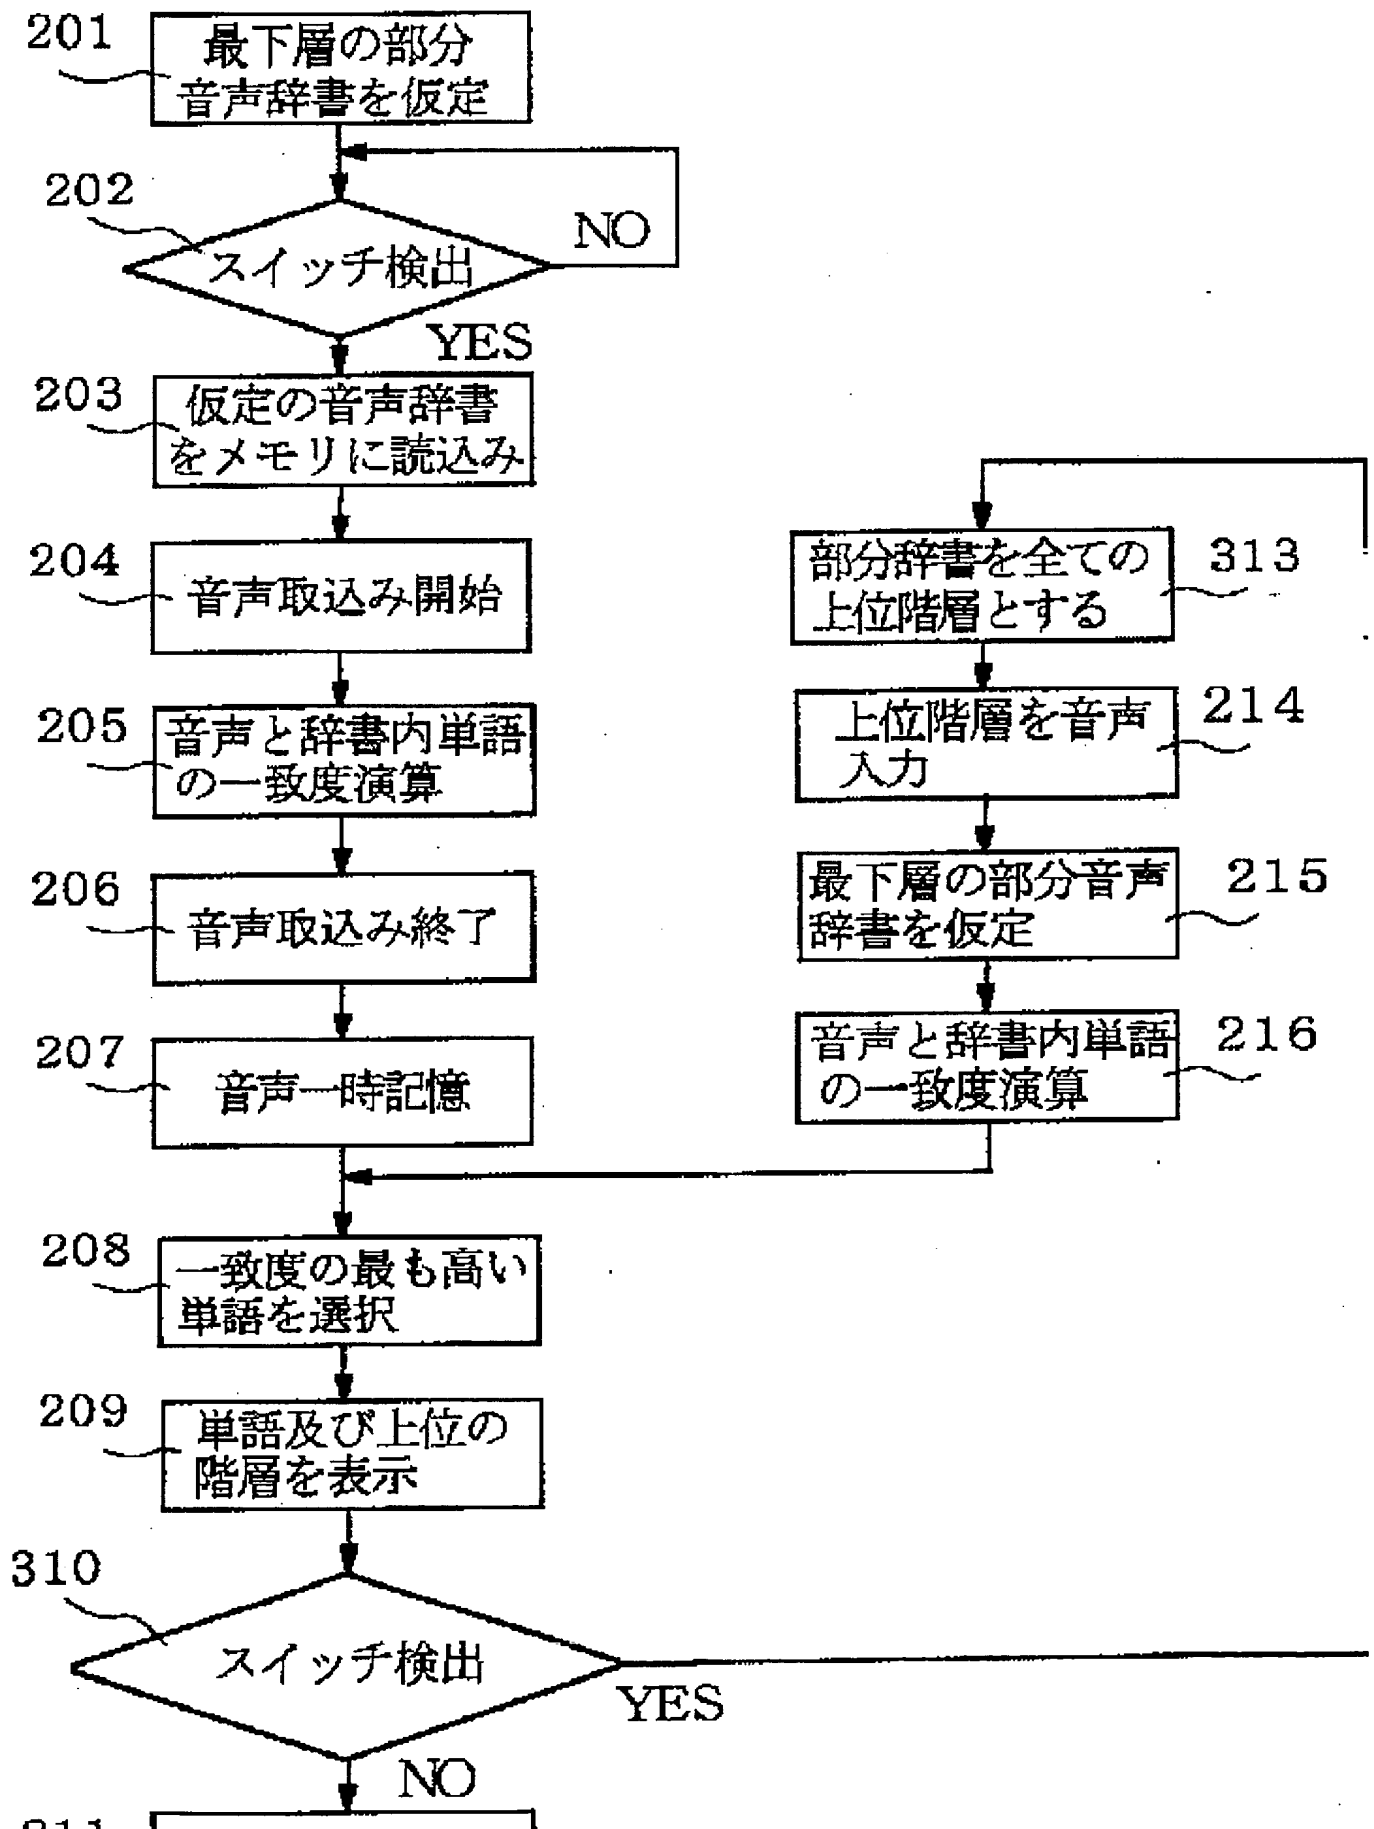 201
最下層の部分
音声辞書を仮定
202
スイッチ検出
NO
YES
203
仮定の音声辞書
をメモリに読込み
204
音声取込み開始
205
音声と辞書内単語
の一致度演算
206
音声取込み終了
207
音声一時記憶
208
一致度の最も高い
単語を選択
209
単語及び上位の
階層を表示
310
スイッチ検出
YES
NO
313
部分辞書を全ての
上位階層とする
214
上位階層を音声
入力
215
最下層の部分音声
辞書を仮定
216
音声と辞書内単語
の一致度演算